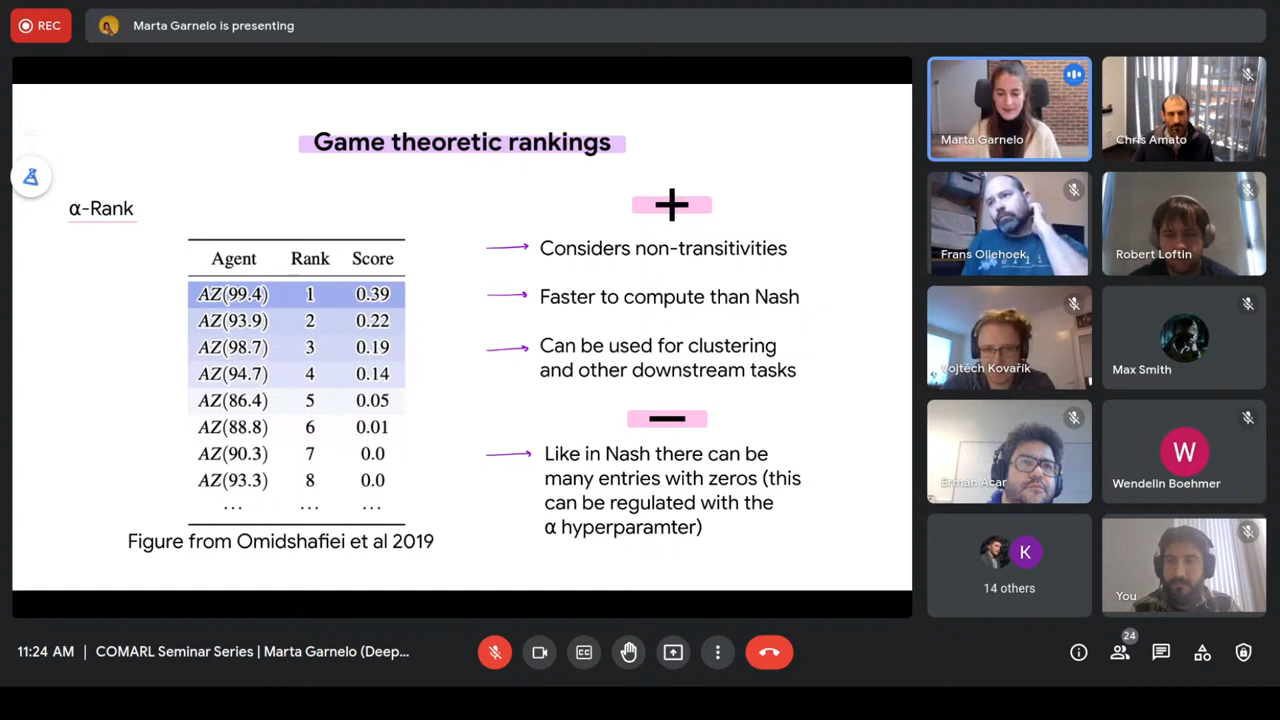 REC
Marta Garnelo is presenting
Game theoretic rankings
α-Rank
Agent Rank Score
AZ(99.4) 1 0.39
AZ(93.9) 2 0.22
AZ(98.7) 3 0.19
AZ(94.7) 4 0.14
AZ(86.4) 5 0.05
AZ(88.8) 6 0.01
AZ(90.3) 7 0.0
AZ(93.3) 8 0.0
... ... ...
Figure from Omidshafiei et al 2019
+
Considers non-transitivities
Faster to compute than Nash
Can be used for clustering
and other downstream tasks
—
Like in Nash there can be
many entries with zeros (this
can be regulated with the
α hyperparamter)
Marta Garnelo
Chris Amato
Frans Oliehoek
Robert Loftin
Vojtěch Kovařík
Max Smith
Erman Acar
W
Wendelin Boehmer
K
14 others
You
11:24 AM | COMARL Seminar Series | Marta Garnelo (Deep...
CC
24